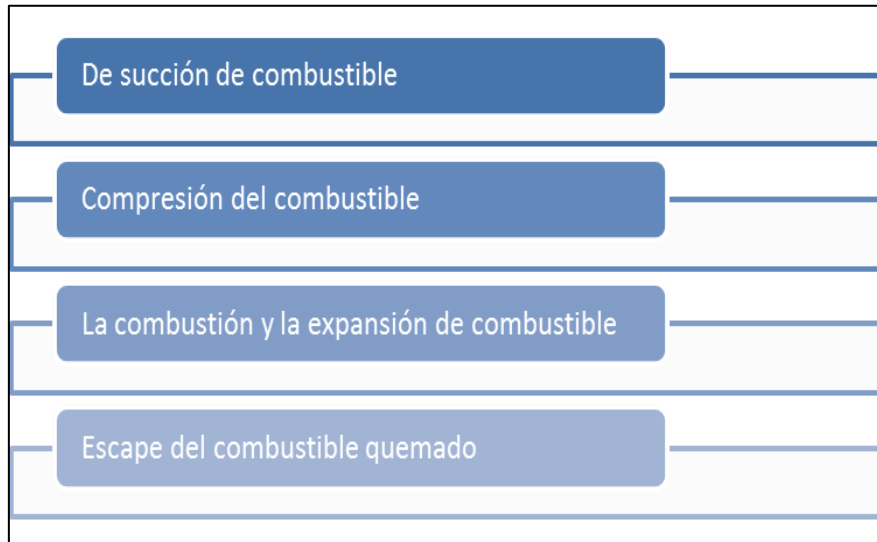 De succión de combustible
Compresión del combustible
La combustión y la expansión de combustible
Escape del combustible quemado